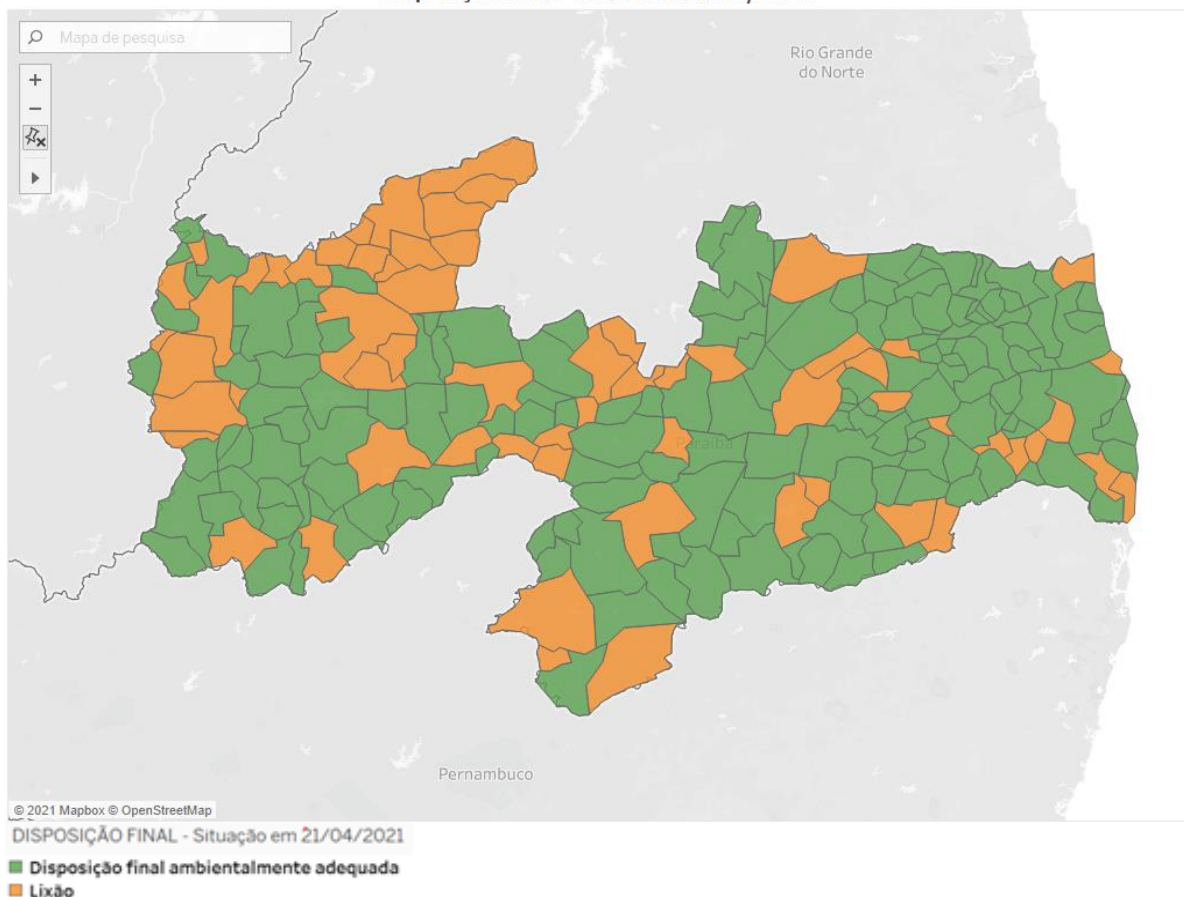 Mapa de pesquisa
Rio Grande
do Norte
Paraíba
Pernambuco
© 2021 Mapbox © OpenStreetMap
DISPOSIÇÃO FINAL - Situação em 21/04/2021
Disposição final ambientalmente adequada
Lixão